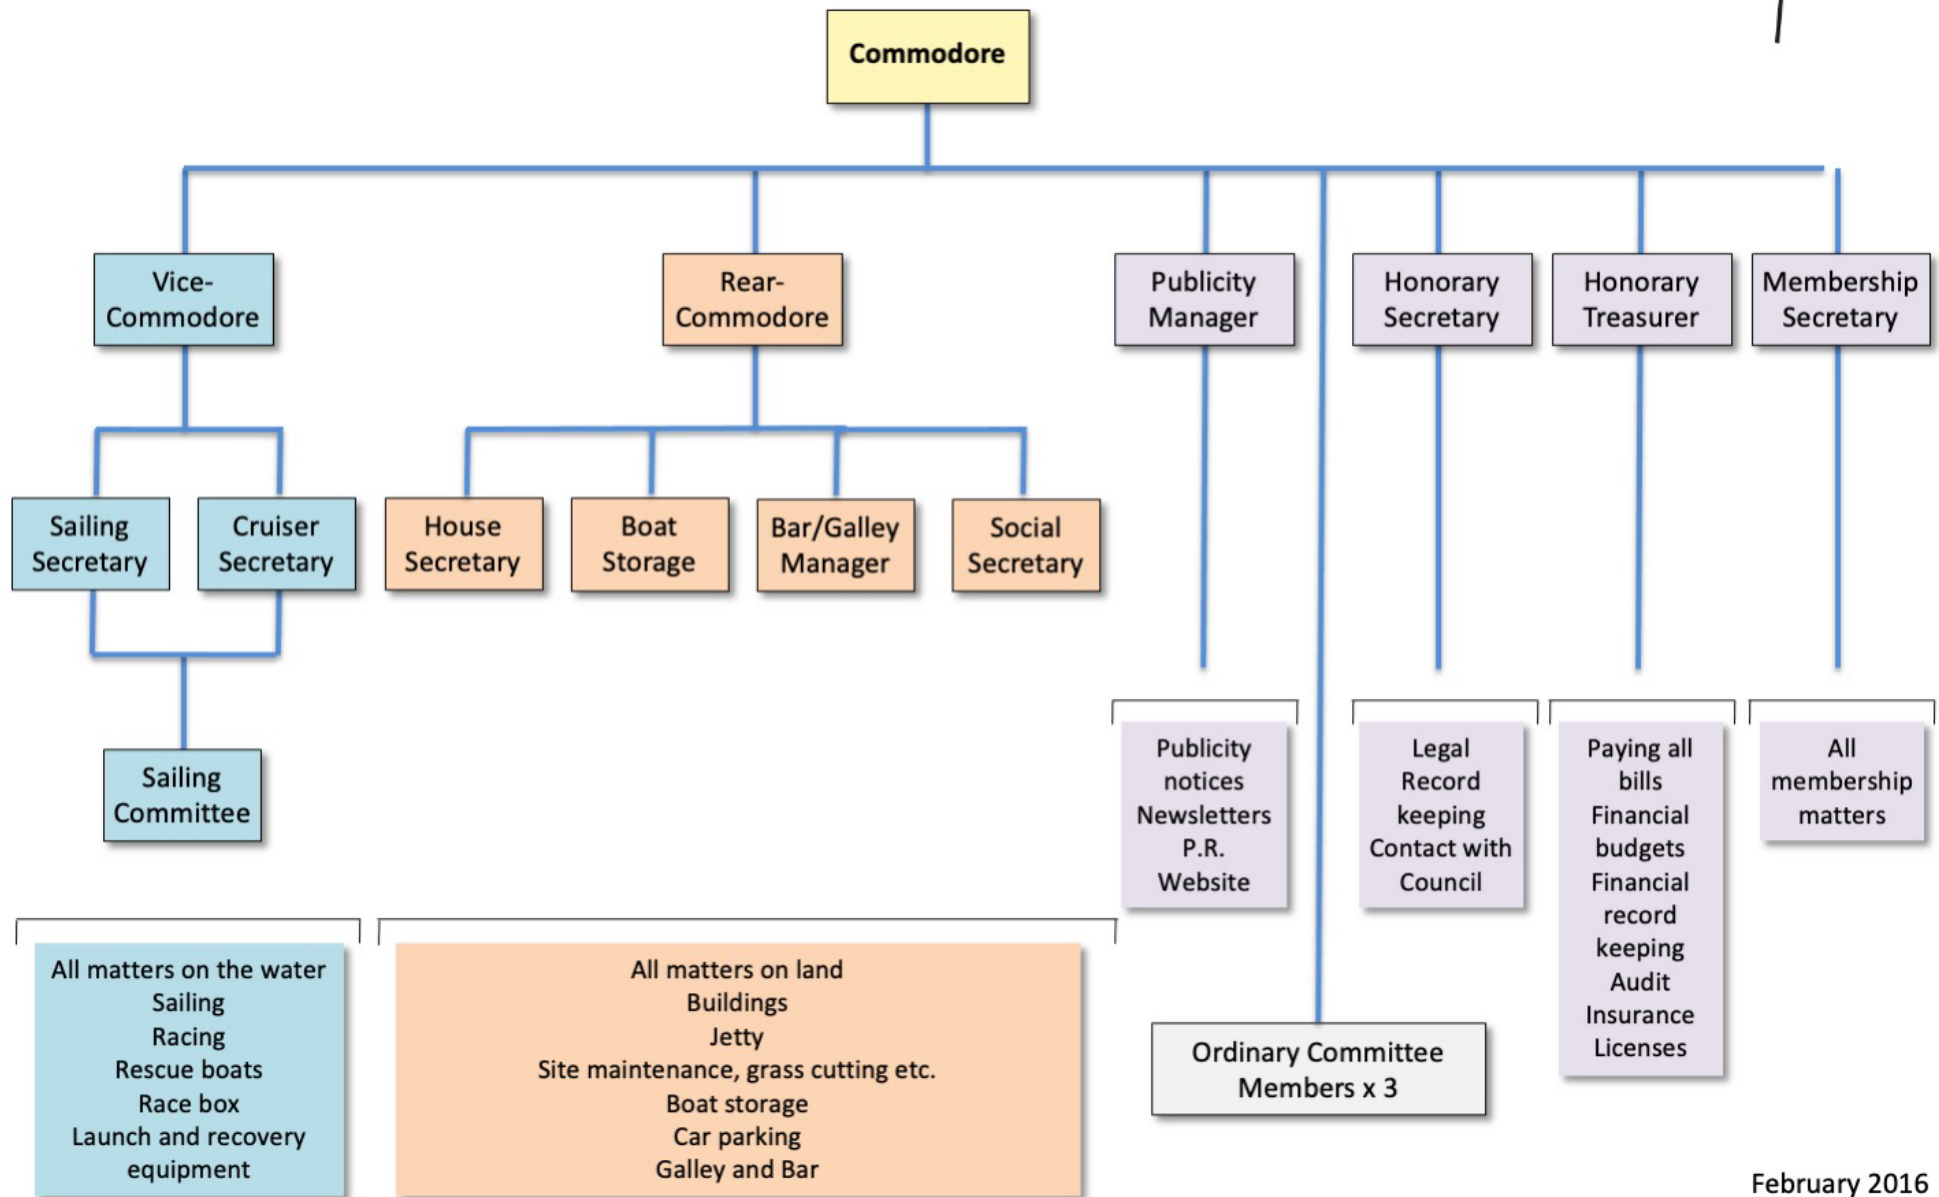 Commodore
Vice-
Commodore
Rear-
Commodore
Publicity
Manager
Honorary
Secretary
Honorary
Treasurer
Membership
Secretary
Sailing
Secretary
Cruiser
Secretary
House
Secretary
Boat
Storage
Bar/Galley
Manager
Social
Secretary
Sailing
Committee
Publicity
notices
Newsletters
P.R.
Website
Legal
Record
keeping
Contact with
Council
Paying all
bills
Financial
budgets
Financial
record
keeping
Audit
Insurance
Licenses
All
membership
matters
All matters on the water
Sailing
Racing
Rescue boats
Race box
Launch and recovery
equipment
All matters on land
Buildings
Jetty
Site maintenance, grass cutting etc.
Boat storage
Car parking
Galley and Bar
Ordinary Committee
Members x 3
February 2016